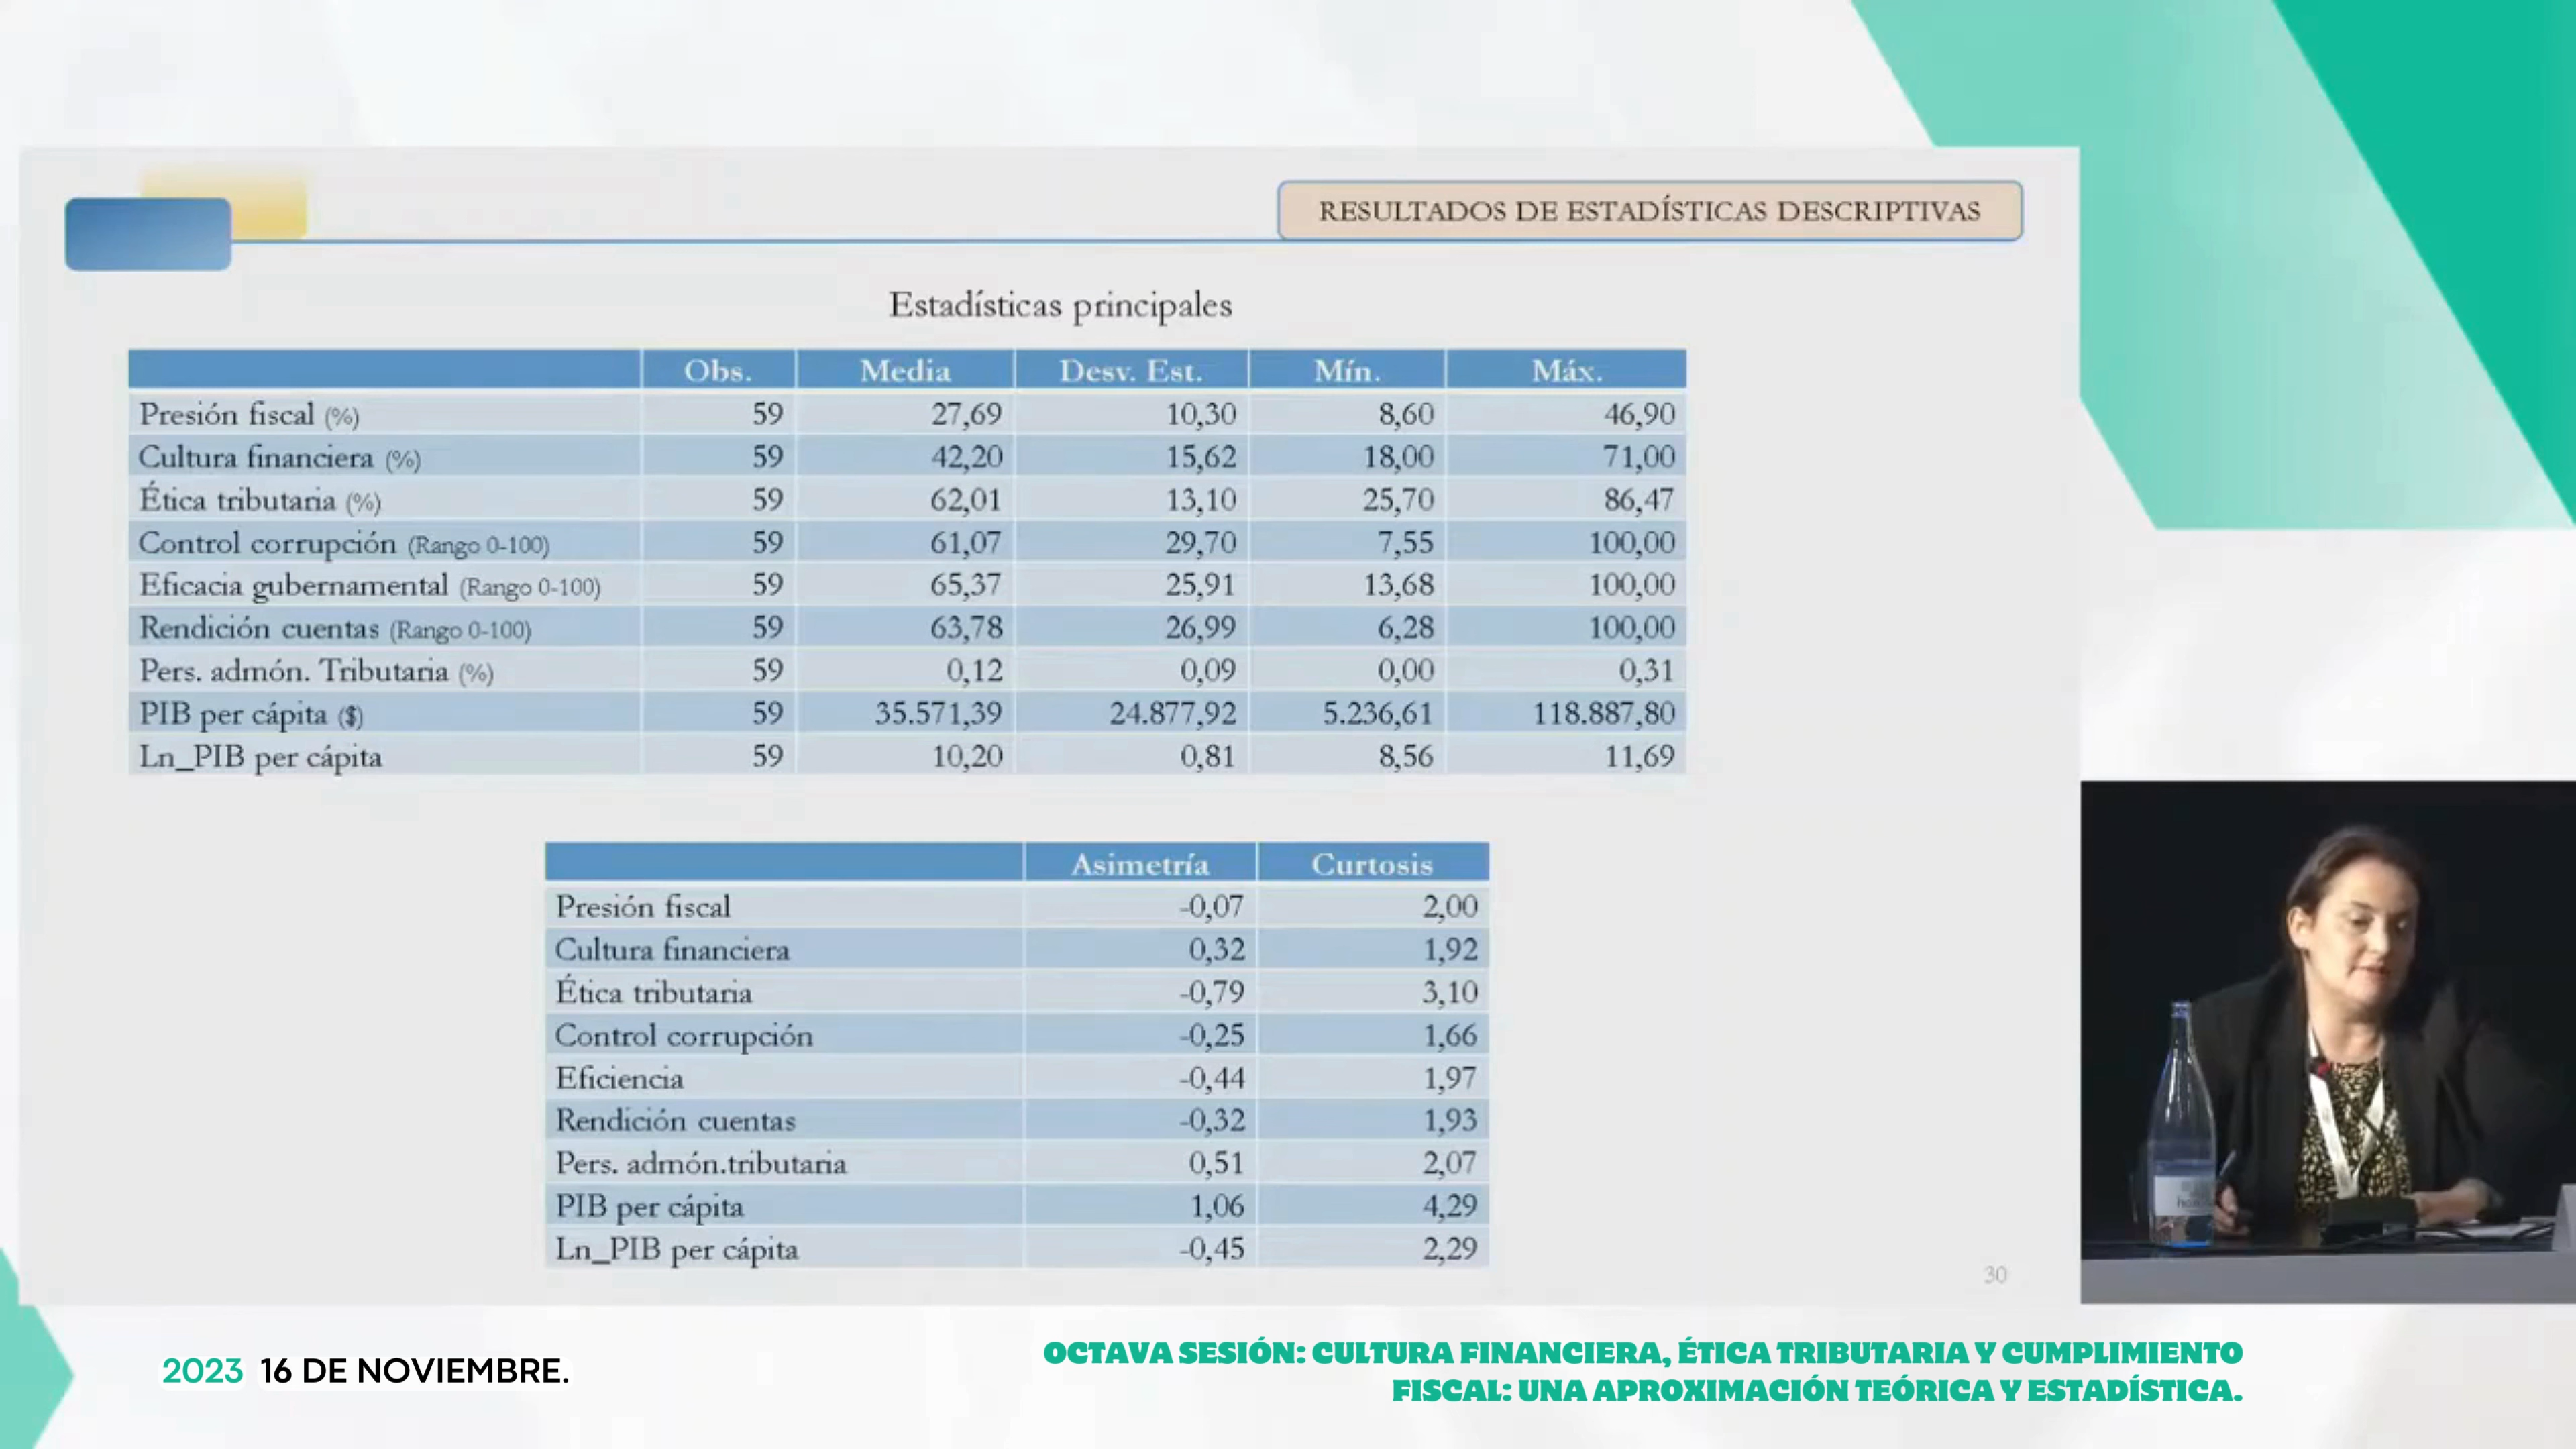 RESULTADOS DE ESTADÍSTICAS DESCRIPTIVAS
Estadísticas principales
Obs. Media Desv. Est. Mín. Máx.
Presión fiscal (%) 59 27,69 10,30 8,60 46,90
Cultura financiera (%) 59 42,20 15,62 18,00 71,00
Ética tributaria (%) 59 62,01 13,10 25,70 86,47
Control corrupción (Rango 0-100) 59 61,07 29,70 7,55 100,00
Eficacia gubernamental (Rango 0-100) 59 65,37 25,91 13,68 100,00
Rendición cuentas (Rango 0-100) 59 63,78 26,99 6,28 100,00
Pers. admón. Tributaria (%) 59 0,12 0,09 0,00 0,31
PIB per cápita ($) 59 35.571,39 24.877,92 5.236,61 118.887,80
Ln_PIB per cápita 59 10,20 0,81 8,56 11,69
Asimetría Curtosis
Presión fiscal -0,07 2,00
Cultura financiera 0,32 1,92
Ética tributaria -0,79 3,10
Control corrupción -0,25 1,66
Eficiencia -0,44 1,97
Rendición cuentas -0,32 1,93
Pers. admón.tributaria 0,51 2,07
PIB per cápita 1,06 4,29
Ln_PIB per cápita -0,45 2,29
30
2023 16 DE NOVIEMBRE.
OCTAVA SESIÓN: CULTURA FINANCIERA, ÉTICA TRIBUTARIA Y CUMPLIMIENTO
FISCAL: UNA APROXIMACIÓN TEÓRICA Y ESTADÍSTICA.